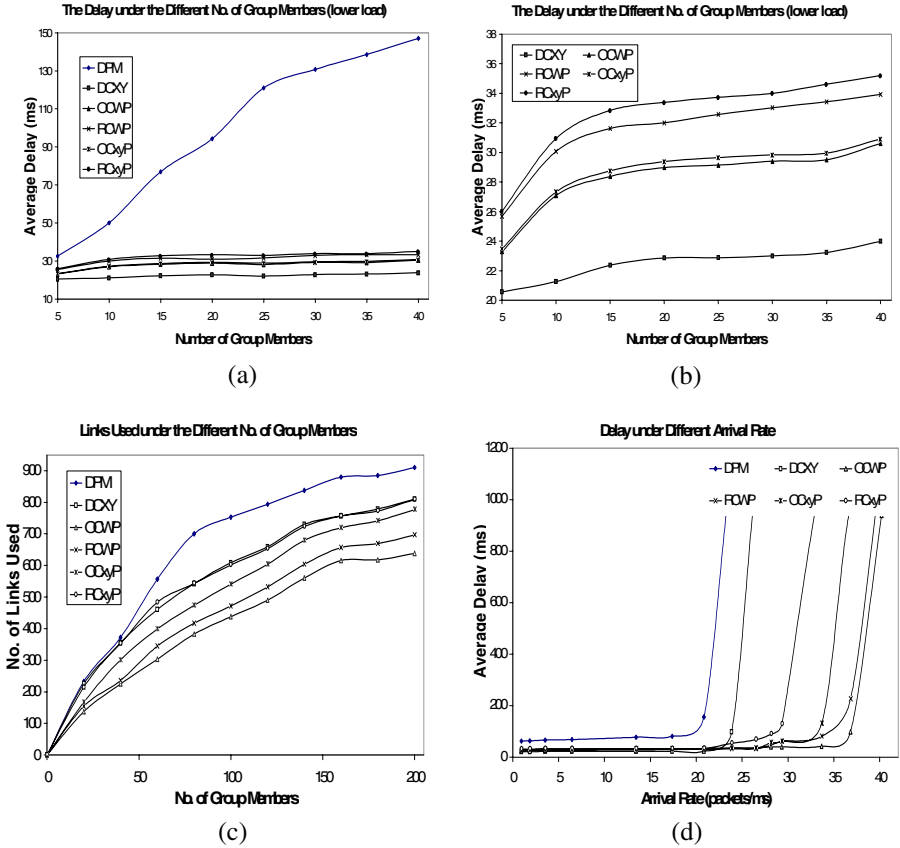 The Delay under the Different No. of Group Members (lower load)
150
130
110
90
70
50
30
10
5 10 15 20 25 30 35 40
Average Delay (ms)
Number of Group Members
DPM
DCXY
OCWP
RCWP
OCxyP
RCxyP
(a)
The Delay under the Different No. of Group Members (lower load)
38
36
34
32
30
28
26
24
22
20
5 10 15 20 25 30 35 40
Average Delay (ms)
Number of Group Members
DCXY OCWP
RCWP OCxyP
RCxyP
(b)
Links Used under the Different No. of Group Members
900
800
700
600
500
400
300
200
100
0
0 50 100 150 200
No. of Links Used
No. of Group Members
DPM
DCXY
OCWP
RCWP
OCxyP
RCxyP
(c)
Delay under Different Arrival Rate
1200
1000
800
600
400
200
0
0 5 10 15 20 25 30 35 40
Average Delay (ms)
Arrival Rate (packets/ms)
DPM DCXY OCWP
RCWP OCxyP RCxyP
(d)